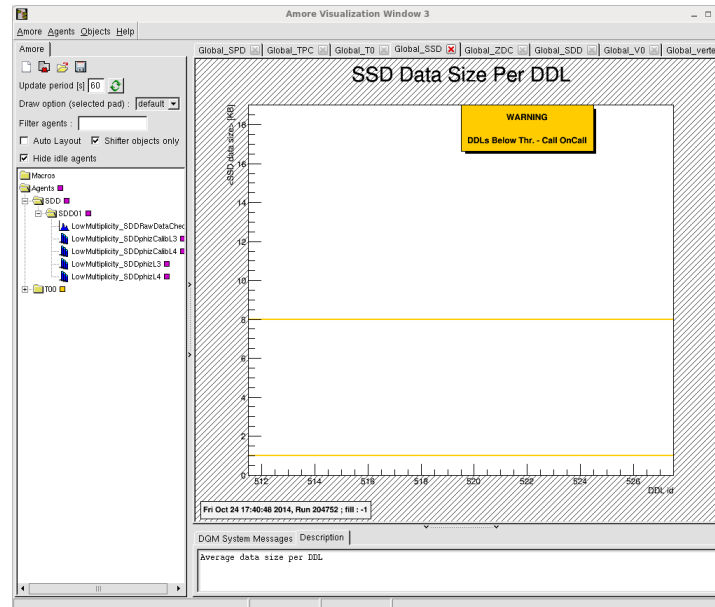 Amore Visualization Window 3
Amore Agents Objects Help
Amore
Update period [s] 60
Draw option (selected pad) : default
Filter agents :
Auto Layout Shifter objects only
Hide idle agents
Macros
Agents
SDD
SDD01
LowMultiplicity_SDDRawDataChec
LowMultiplicity_SDDphizCalibL3
LowMultiplicity_SDDphizCalibL4
LowMultiplicity_SDDphizL3
LowMultiplicity_SDDphizL4
T00
Global_SPD Global_TPC Global_T0 Global_SSD Global_ZDC Global_SDD Global_V0 Global_verte
SSD Data Size Per DDL
<SSD data size> [KB]
WARNING
DDLs Below Thr. - Call OnCall
18
16
14
12
10
8
6
4
2
0
512 514 516 518 520 522 524 526
DDL id
Fri Oct 24 17:40:48 2014, Run 204752 ; fill : -1
DQM System Messages Description
Average data size per DDL